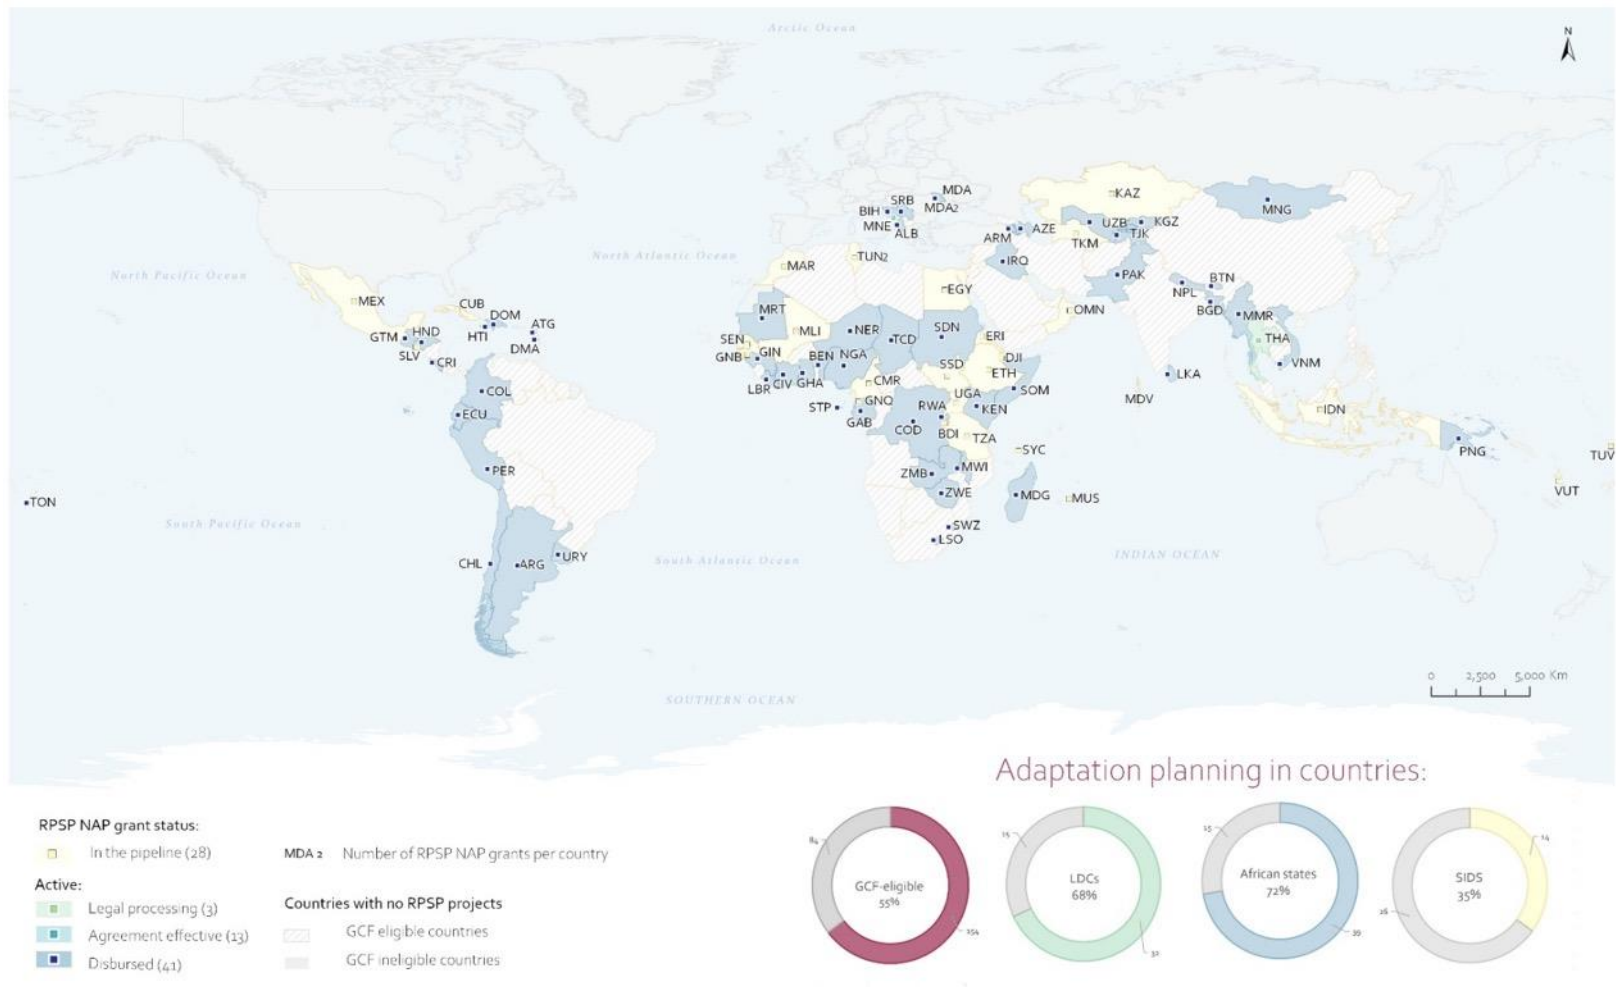 Arctic Ocean
N
KAZ
MDA
SRB
MDA2
BIH
MNE
ALB
MNG
UZB
KGZ
TJK
TKM
ARM
AZE
North Atlantic Ocean
TUN2
MAR
IRQ
North Pacific Ocean
PAK
BTN
NPL
EGY
MEX
CUB
DOM
ATG
HTI
DMA
GTM
HND
SLV
CRI
MRT
MLI
NER
TCD
SDN
ERI
OMN
BGD
MMR
THA
VNM
SEN
GNB
GIN
BEN
NGA
SSD
DJI
ETH
LBR
CIV
GHA
CMR
SOM
LKA
COL
ECU
STP
GNQ
GAB
RWA
UGA
KEN
MDV
IDN
COD
BDI
TZA
SYC
PNG
TUV
PER
ZMB
MWI
ZWE
MDG
MUS
VUT
TON
South Pacific Ocean
SWZ
LSO
CHL
ARG
URY
South Atlantic Ocean
INDIAN OCEAN
0 2,500 5,000 Km
SOUTHERN OCEAN
Adaptation planning in countries:
RPSP NAP grant status:
In the pipeline (28)
MDA 2 Number of RPSP NAP grants per country
Active:
Legal processing (3)
Agreement effective (13)
Disbursed (41)
Countries with no RPSP projects
GCF eligible countries
GCF ineligible countries
84
GCF-eligible
55%
154
15
LDCs
68%
32
15
African states
72%
39
14
SIDS
35%
26